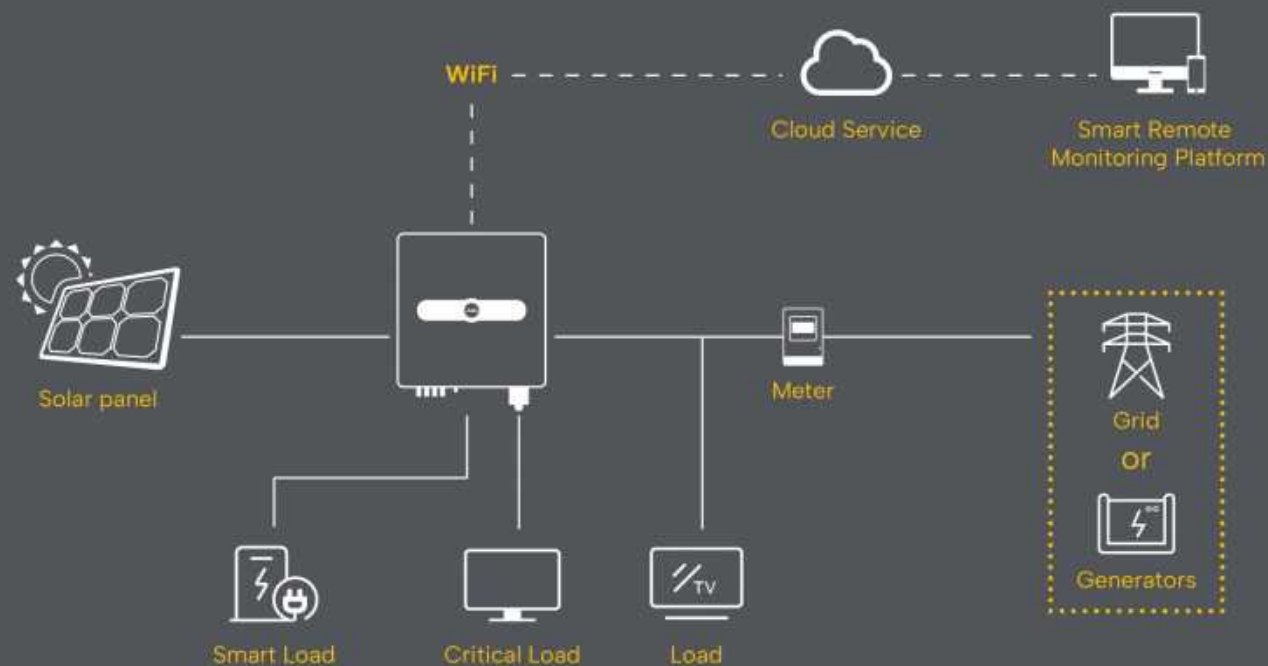 WiFi
Cloud Service
Smart Remote
Monitoring Platform
Solar panel
Meter
Grid
or
Generators
TV
Smart Load
Critical Load
Load